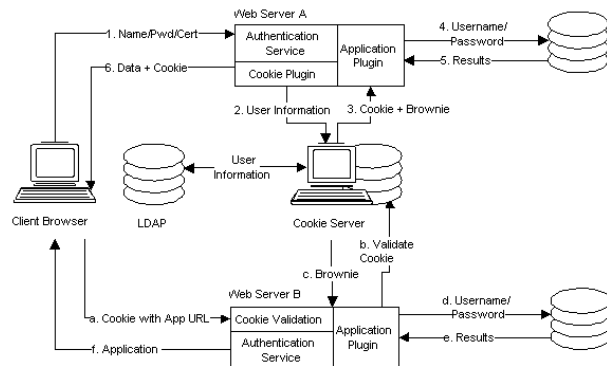 Web Server A
1. Name/Pwd/Cert
Authentication
Service
Application
Plugin
4. Username/
Password
5. Results
6. Data + Cookie
Cookie Plugin
2. User Information
3. Cookie + Brownie
User
Information
Client Browser
LDAP
Cookie Server
b. Validate
Cookie
c. Brownie
Web Server B
a. Cookie with App URL
Cookie Validation
Application
Plugin
d. Username/
Password
e. Results
f. Application
Authentication
Service